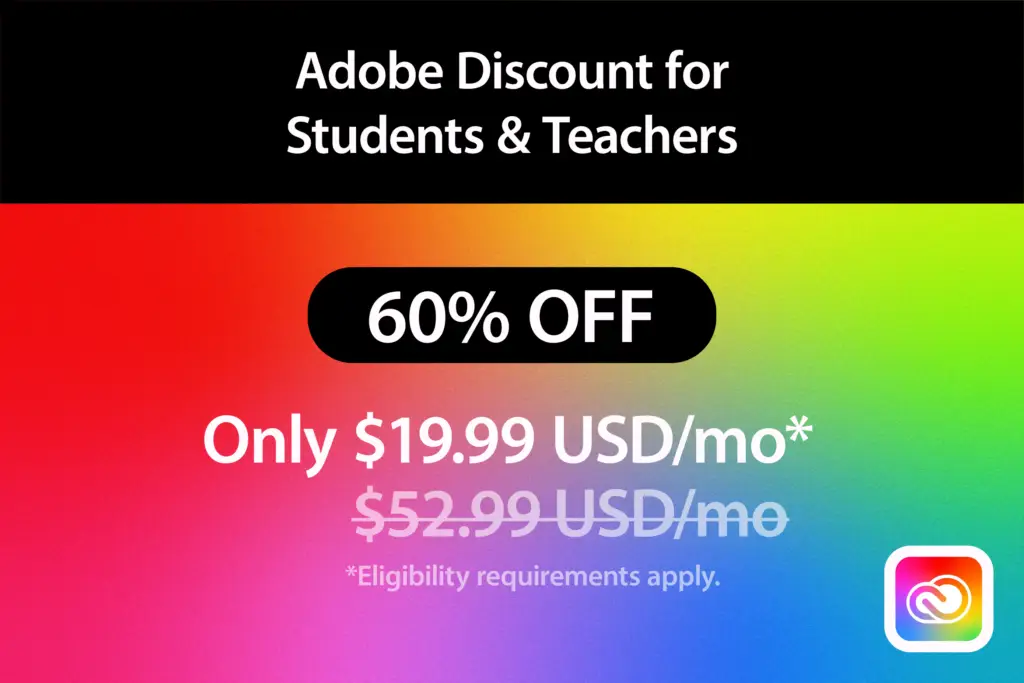 Adobe Discount for
Students & Teachers
60% OFF
Only $19.99 USD/mo*
$52.99 USD/mo
*Eligibility requirements apply.